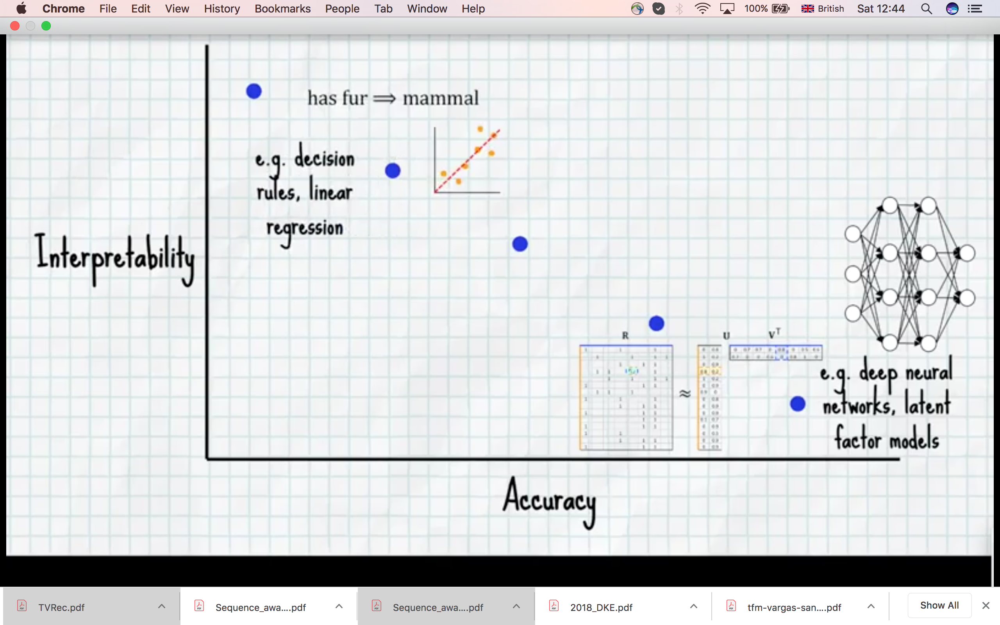 Chrome File Edit View History Bookmarks People Tab Window Help 100% British Sat 12:44
has fur ⟹ mammal
e.g. decision
rules, linear
regression
Interpretability
R U Vᵀ
≈
e.g. deep neural
networks, latent
factor models
Accuracy
TVRec.pdf Sequence_awa....pdf Sequence_awa....pdf 2018_DKE.pdf tfm-vargas-san....pdf Show All